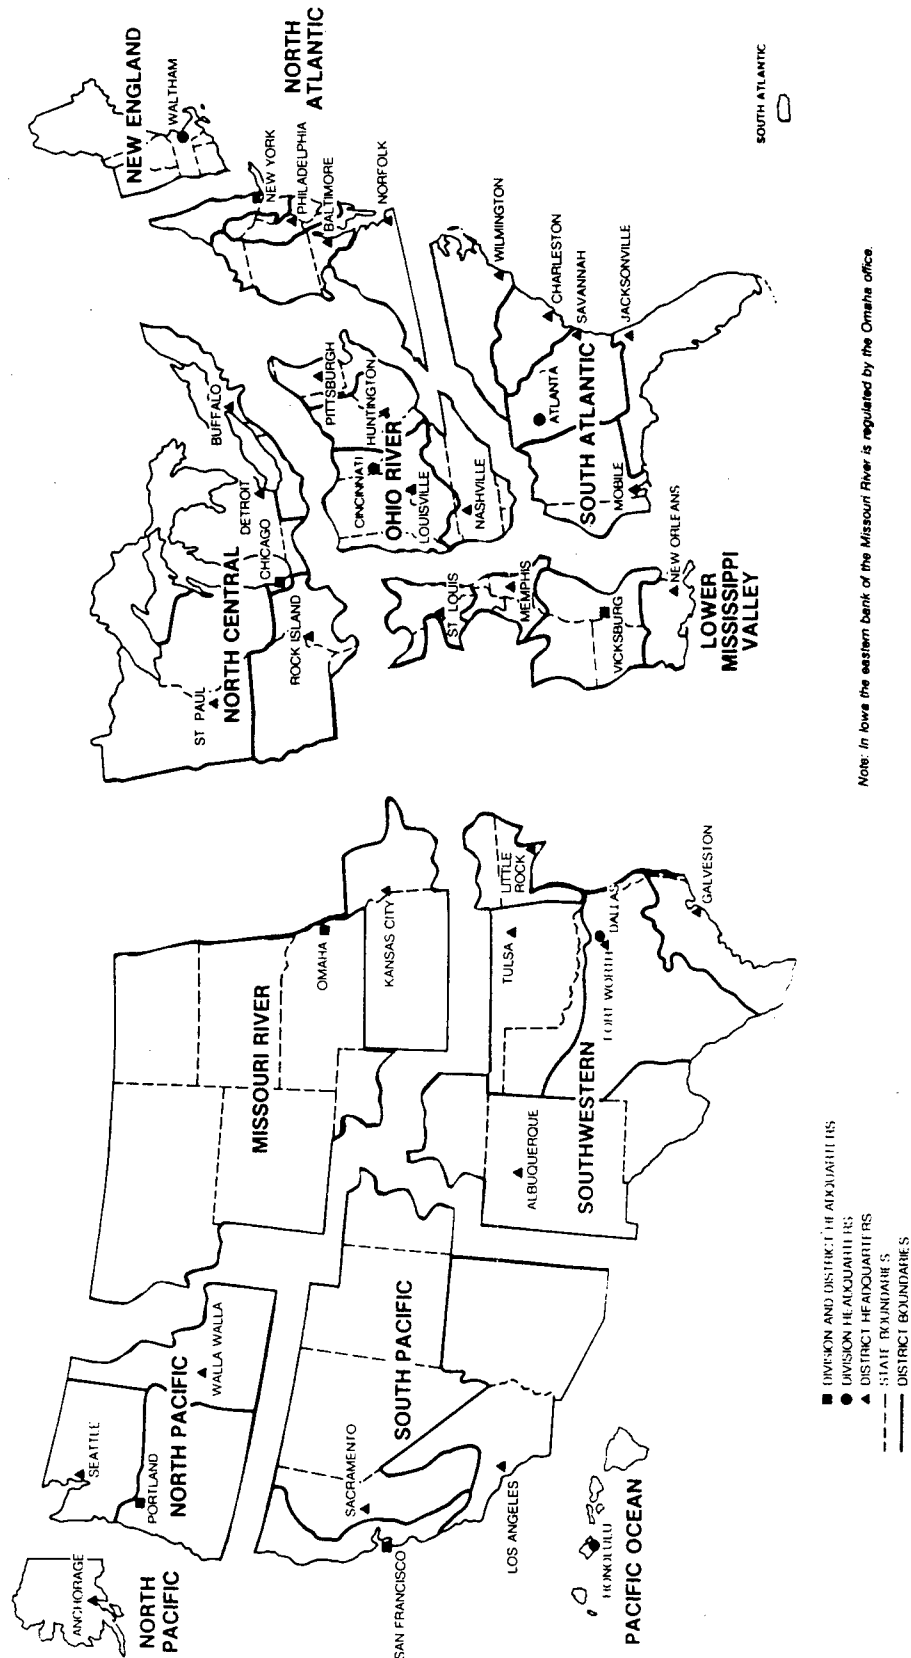 ANCHORAGE
NORTH
PACIFIC
SEATTLE
PORTLAND
WALLA WALLA
NORTH PACIFIC
SACRAMENTO
SAN FRANCISCO
LOS ANGELES
SOUTH PACIFIC
HONOLULU
PACIFIC OCEAN
MISSOURI RIVER
OMAHA
KANSAS CITY
ALBUQUERQUE
TULSA
LITTLE
ROCK
SOUTHWESTERN
FORT WORTH
DALLAS
GALVESTON
ST PAUL
NORTH CENTRAL
ROCK ISLAND
CHICAGO
DETROIT
BUFFALO
ST LOUIS
MEMPHIS
VICKSBURG
NEW ORLEANS
LOWER
MISSISSIPPI
VALLEY
CINCINNATI
OHIO RIVER
LOUISVILLE
PITTSBURGH
HUNTINGTON
NASHVILLE
NEW ENGLAND
WALTHAM
NEW YORK
NORTH
ATLANTIC
PHILADELPHIA
BALTIMORE
NORFOLK
WILMINGTON
CHARLESTON
SAVANNAH
JACKSONVILLE
ATLANTA
SOUTH ATLANTIC
MOBILE
SOUTH ATLANTIC
DIVISION AND DISTRICT HEADQUARTERS
DIVISION HEADQUARTERS
DISTRICT HEADQUARTERS
STATE BOUNDARIES
DISTRICT BOUNDARIES
Note: In Iowa the eastern bank of the Missouri River is regulated by the Omaha office.